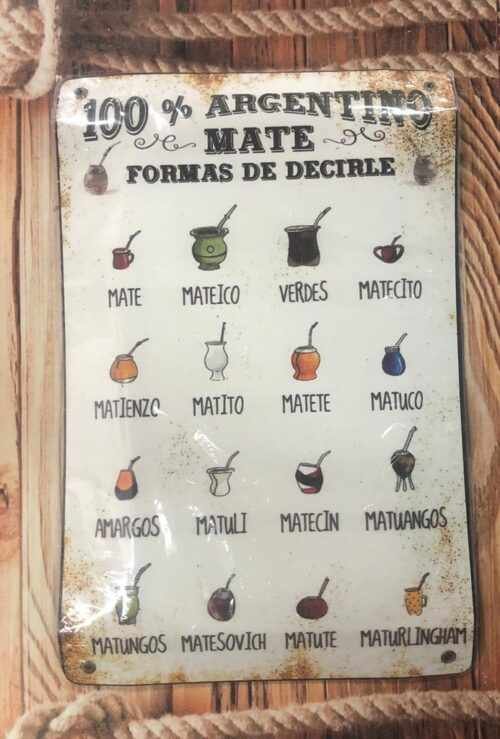 100 % ARGENTINO
MATE
FORMAS DE DECIRLE
MATE MATEICO VERDES MATECITO
MATIENZO MATITO MATETE MATUCO
AMARGOS MATULI MATECIN MATUANGOS
MATUNGOS MATESOVICH MATUTE MATURLINGHAM